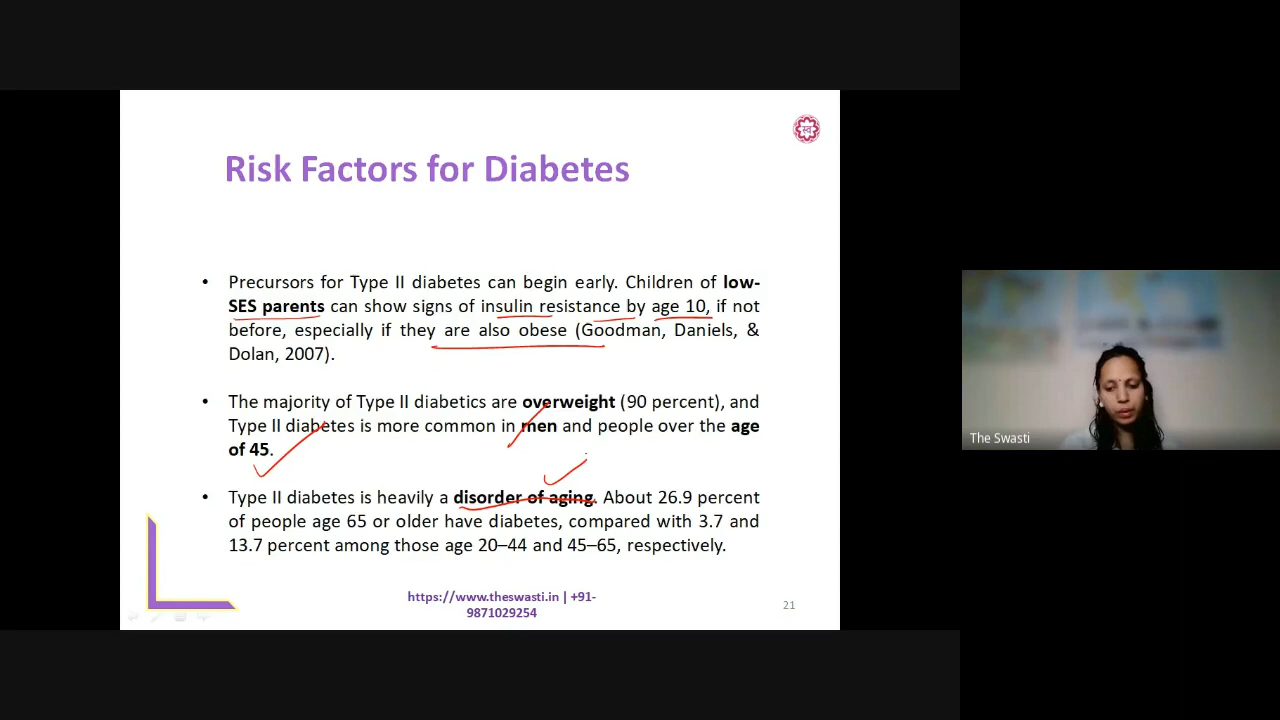 Risk Factors for Diabetes
• Precursors for Type II diabetes can begin early. Children of low-
SES parents can show signs of insulin resistance by age 10, if not
before, especially if they are also obese (Goodman, Daniels, &
Dolan, 2007).
• The majority of Type II diabetics are overweight (90 percent), and
Type II diabetes is more common in men and people over the age
of 45.
• Type II diabetes is heavily a disorder of aging. About 26.9 percent
of people age 65 or older have diabetes, compared with 3.7 and
13.7 percent among those age 20–44 and 45–65, respectively.
https://www.theswasti.in | +91-
9871029254
21
The Swasti